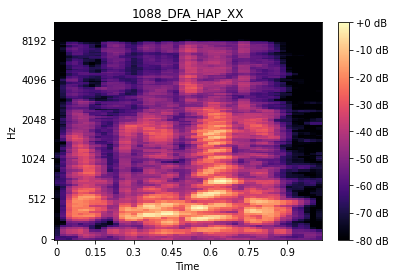 1088_DFA_HAP_XX
+0 dB
8192
-10 dB
4096
-20 dB
-30 dB
2048
Hz
-40 dB
1024
-50 dB
512
-60 dB
-70 dB
0
-80 dB
0 0.15 0.3 0.45 0.6 0.75 0.9
Time